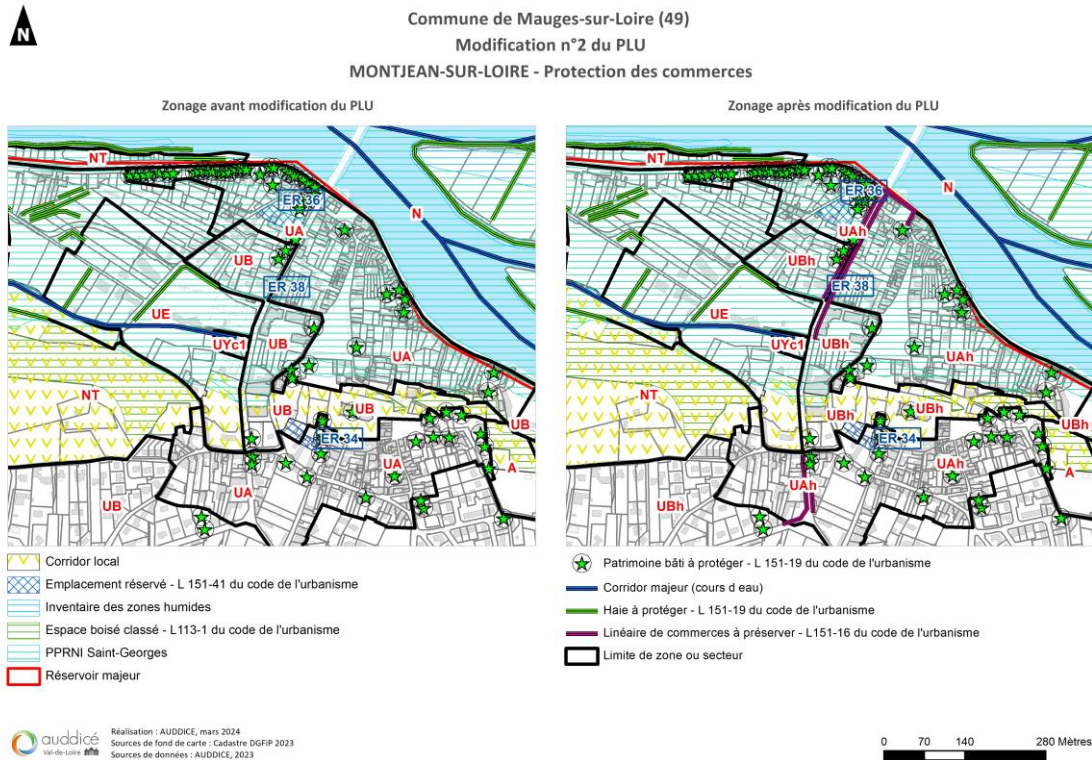 N
Commune de Mauges-sur-Loire (49)
Modification n°2 du PLU
MONTJEAN-SUR-LOIRE - Protection des commerces
Zonage avant modification du PLU
NT
N
ER 36
UA
UB
ER 38
UE
UYc1
UB
UA
NT
UB
UB
UB
ER 34
A
UA
UA
UB
Zonage après modification du PLU
NT
N
ER 36
UAh
UBh
ER 38
UE
UYc1
UBh
UAh
NT
UBh
UBh
UBh
ER 34
A
UAh
UAh
UBh
Corridor local
Emplacement réservé - L 151-41 du code de l'urbanisme
Inventaire des zones humides
Espace boisé classé - L113-1 du code de l'urbanisme
PPRNI Saint-Georges
Réservoir majeur
Patrimoine bâti à protéger - L 151-19 du code de l'urbanisme
Corridor majeur (cours d eau)
Haie à protéger - L 151-19 du code de l'urbanisme
Linéaire de commerces à préserver - L151-16 du code de l'urbanisme
Limite de zone ou secteur
auddicé
Val-de-Loire
Réalisation : AUDDICE, mars 2024
Sources de fond de carte : Cadastre DGFiP 2023
Sources de données : AUDDICE, 2023
0 70 140 280 Mètres